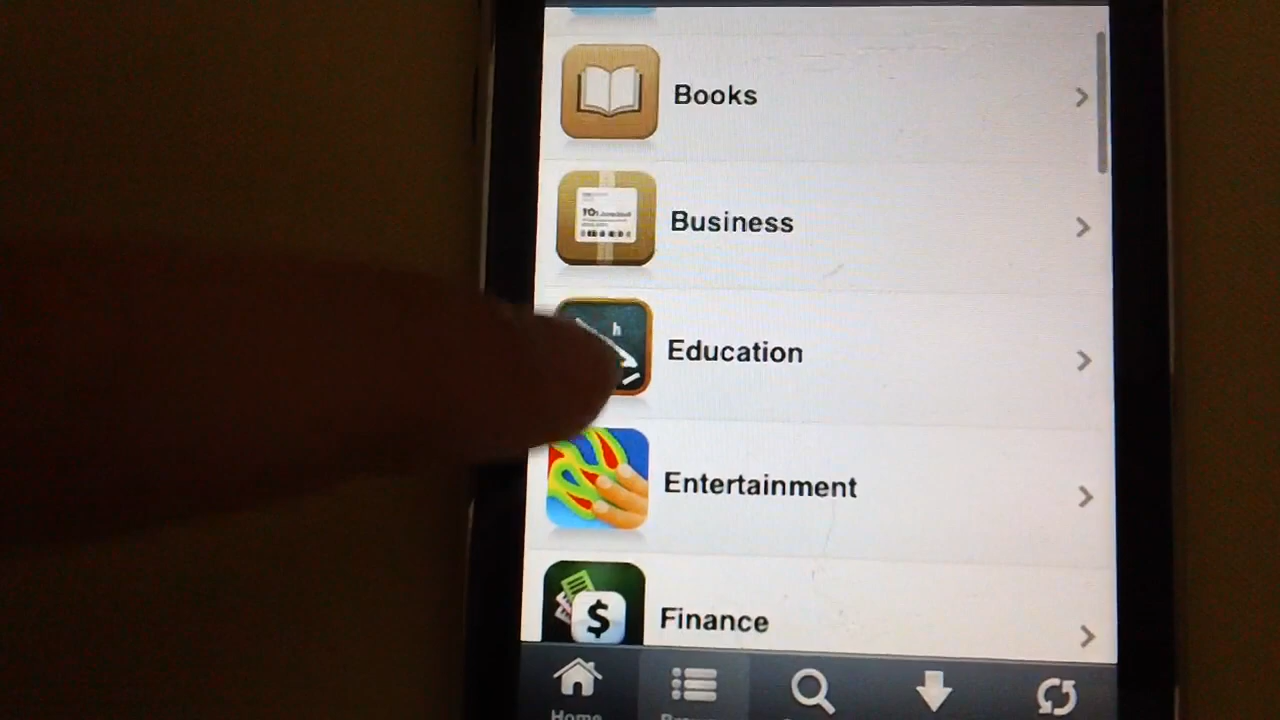 Books
Business
h
Education
Entertainment
$
Finance
Home